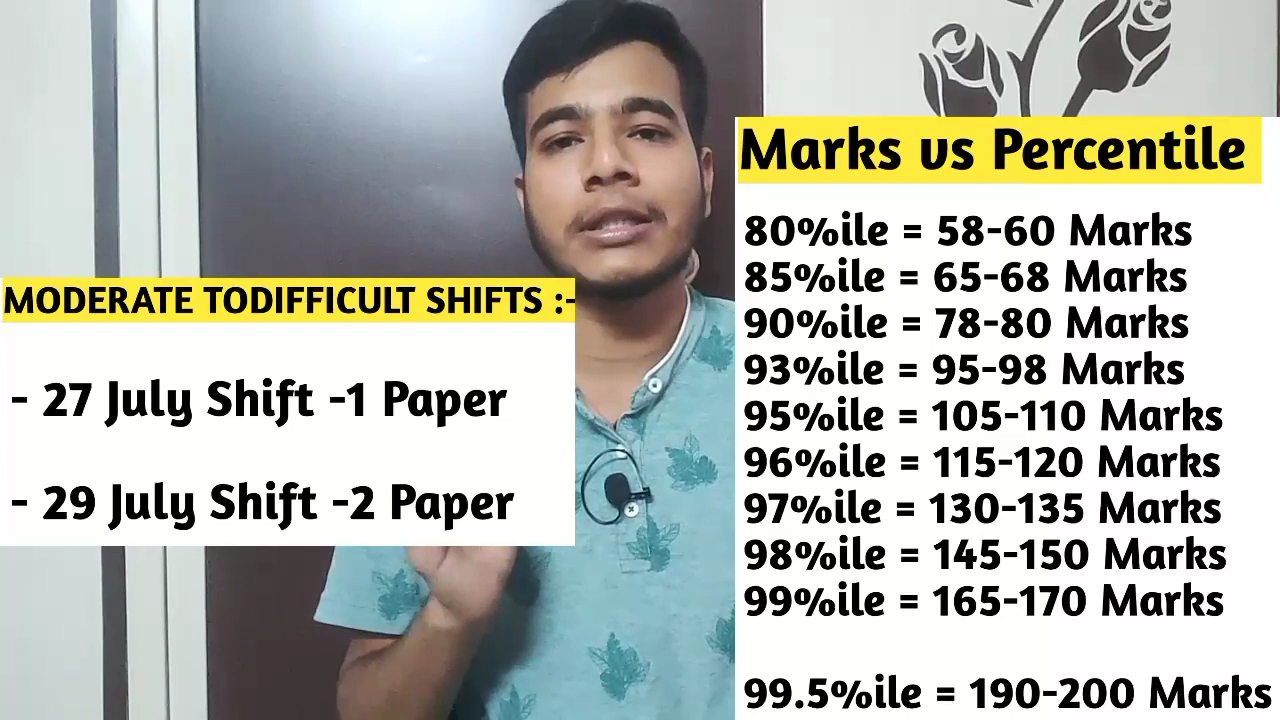 Marks vs Percentile
80%ile = 58-60 Marks
85%ile = 65-68 Marks
90%ile = 78-80 Marks
93%ile = 95-98 Marks
95%ile = 105-110 Marks
96%ile = 115-120 Marks
97%ile = 130-135 Marks
98%ile = 145-150 Marks
99%ile = 165-170 Marks
99.5%ile = 190-200 Marks
MODERATE TODIFFICULT SHIFTS :-
- 27 July Shift -1 Paper
- 29 July Shift -2 Paper